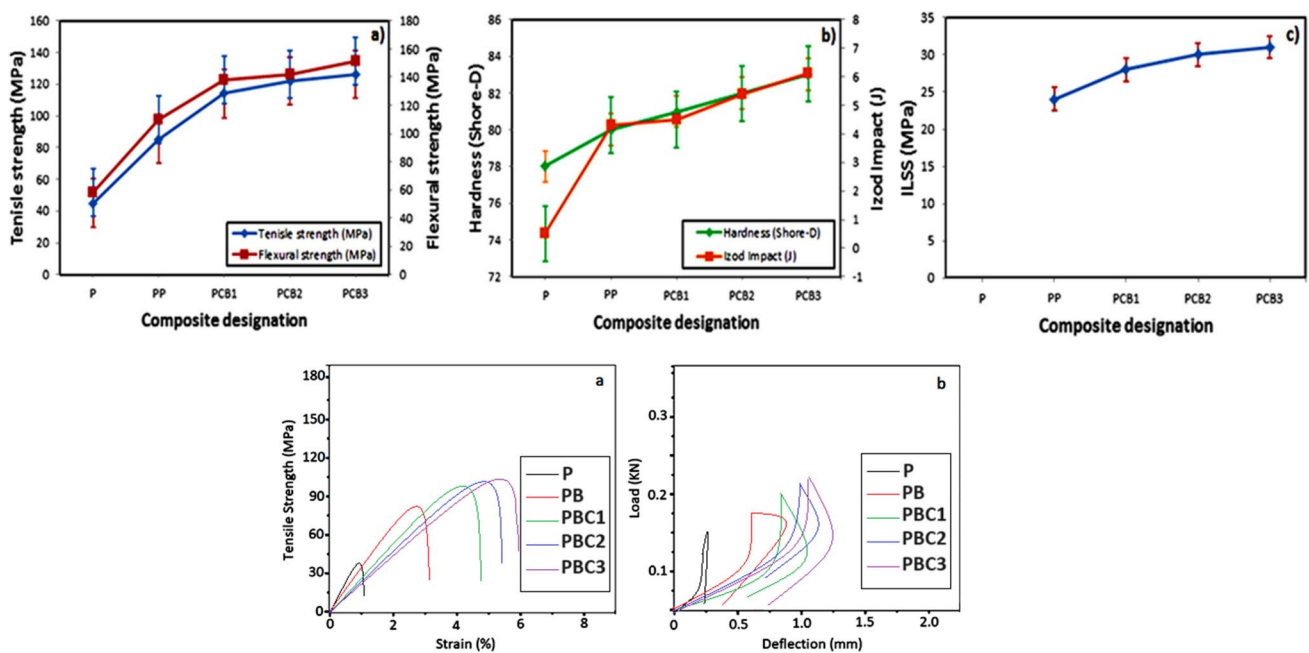 a)
Tenisle strength (MPa)
160
140
120
100
80
60
40
20
0
Flexural strength (MPa)
180
160
140
120
100
80
60
40
20
0
Tenisle strength (MPa)
Flexural strength (MPa)
P PP PCB1 PCB2 PCB3
Composite designation
b)
Hardness (Shore-D)
86
84
82
80
78
76
74
72
Izod Impact (J)
8
7
6
5
4
3
2
1
0
-1
Hardness (Shore-D)
Izod Impact (J)
P PP PCB1 PCB2 PCB3
Composite designation
c)
ILSS (MPa)
35
30
25
20
15
10
5
0
P PP PCB1 PCB2 PCB3
Composite designation
a
Tensile Strength (MPa)
180
150
120
90
60
30
0
P
PB
PBC1
PBC2
PBC3
0 2 4 6 8
Strain (%)
b
Load (KN)
0.3
0.2
0.1
P
PB
PBC1
PBC2
PBC3
0 0.5 1.0 1.5 2.0
Deflection (mm)